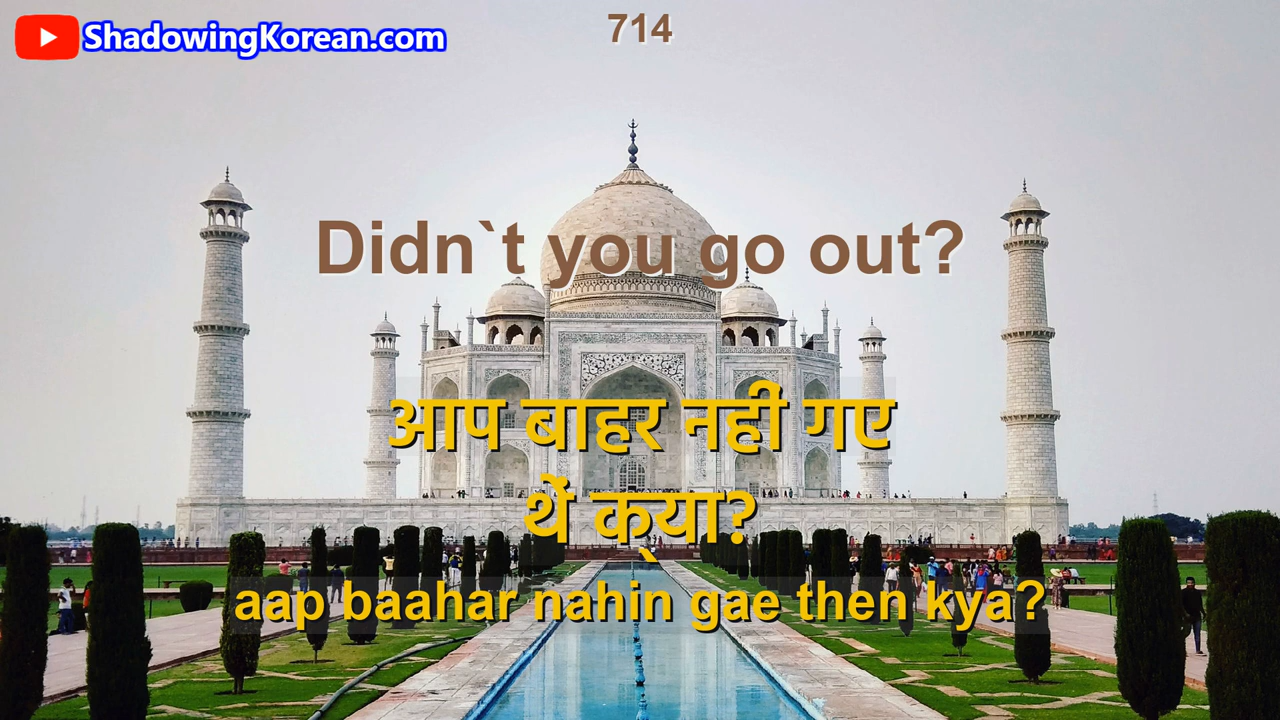 ShadowingKorean.com
714
Didn`t you go out?
आप बाहर नही गए
थें क्‌या?
aap baahar nahin gae then kya?